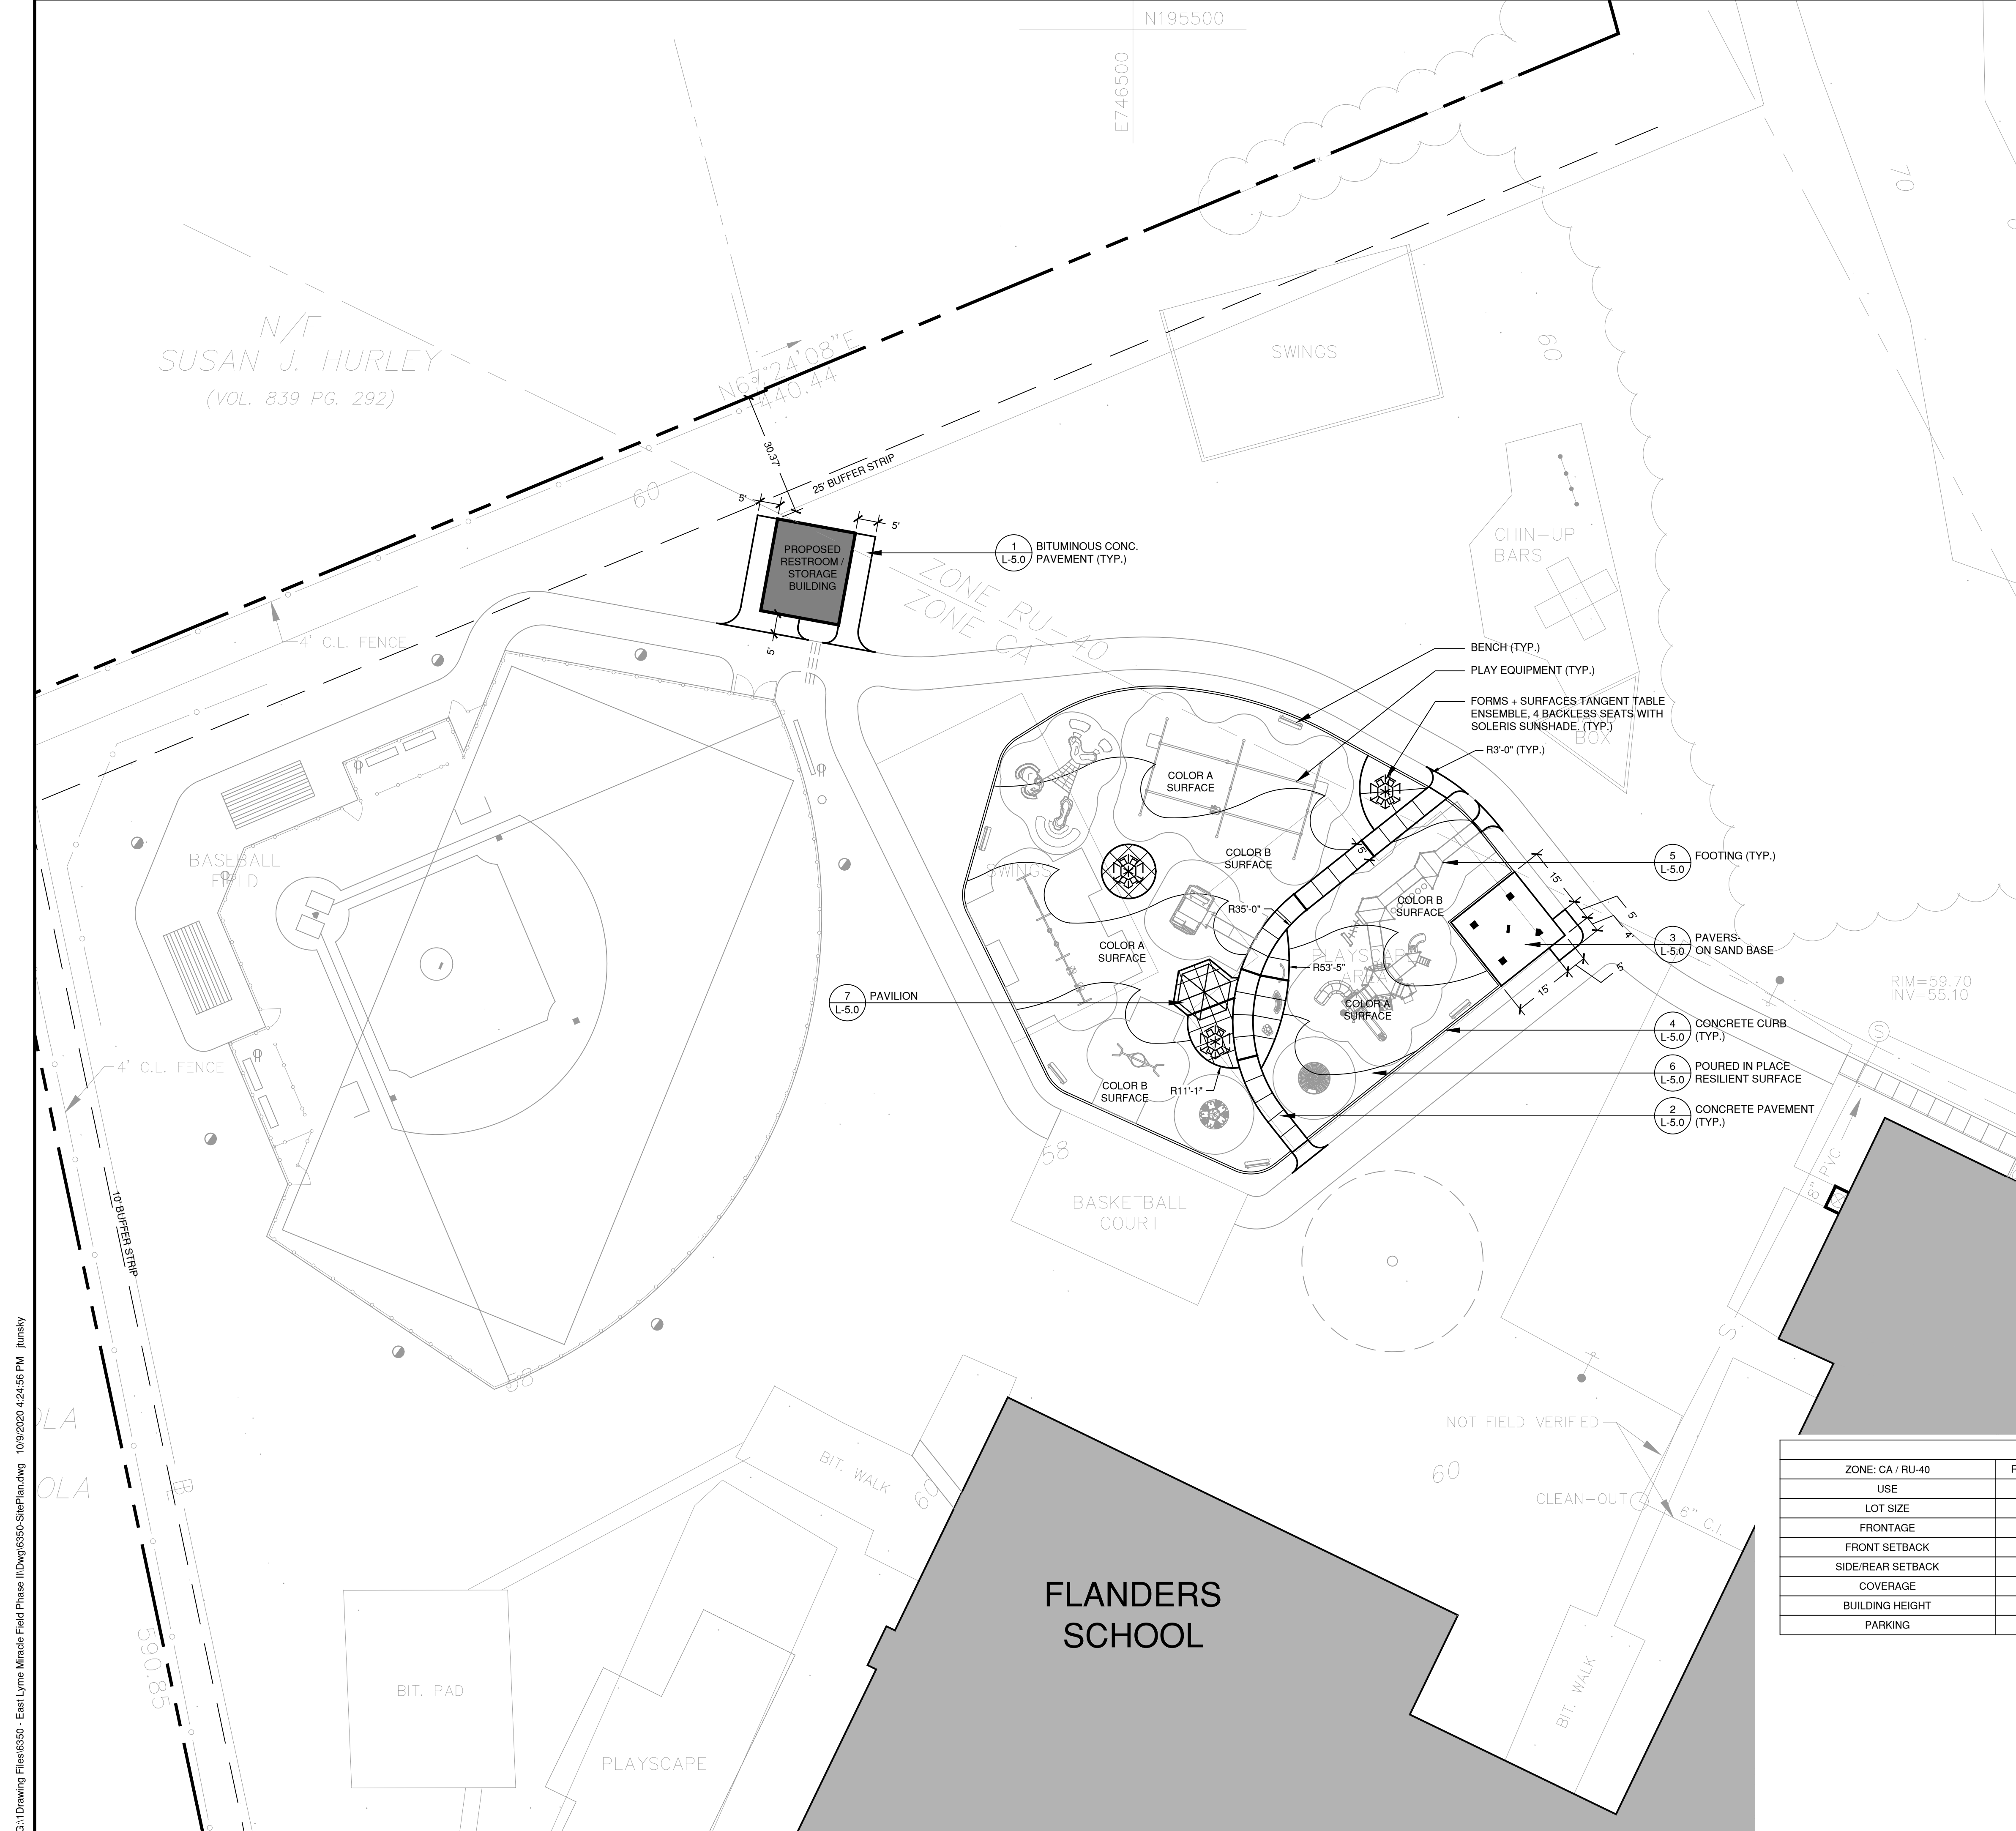 N195500
E746500
70
N/F
SUSAN J. HURLEY
(VOL. 839 PG. 292)
N67°24'08"E
440.44
SWINGS
60
30.37'
25' BUFFER STRIP
60
5'
5'
CHIN-UP
BARS
PROPOSED
RESTROOM /
STORAGE
BUILDING
1
L-5.0
BITUMINOUS CONC.
PAVEMENT (TYP.)
ZONE RU-40
ZONE CA
4' C.L. FENCE
5'
BENCH (TYP.)
PLAY EQUIPMENT (TYP.)
FORMS + SURFACES TANGENT TABLE
ENSEMBLE, 4 BACKLESS SEATS WITH
SOLERIS SUNSHADE. (TYP.)
BOX
R3'-0" (TYP.)
COLOR A
SURFACE
BASEBALL
FIELD
SWINGS
COLOR B
SURFACE
5'
5
L-5.0
FOOTING (TYP.)
15'
COLOR B
SURFACE
R35'-0"
5'
4'
COLOR A
SURFACE
3
L-5.0
PAVERS
ON SAND BASE
PLAYSCAPE
AREA
R53'-5"
5'
15'
7
L-5.0
PAVILION
COLOR A
SURFACE
RIM=59.70
INV=55.10
4
L-5.0
CONCRETE CURB
(TYP.)
S
4' C.L. FENCE
6
L-5.0
POURED IN PLACE
RESILIENT SURFACE
COLOR B
SURFACE
R11'-1"
2
L-5.0
CONCRETE PAVEMENT
(TYP.)
58
8" PVC
BASKETBALL
COURT
10' BUFFER STRIP
S
58
OLA
OLA
BIT. WALK
60
NOT FIELD VERIFIED
60
CLEAN-OUT
6" C.I.
ZONE: CA / RU-40
USE
LOT SIZE
FRONTAGE
FRONT SETBACK
SIDE/REAR SETBACK
COVERAGE
BUILDING HEIGHT
PARKING
FLANDERS
SCHOOL
590.85
BIT. PAD
PLAYSCAPE
BIT. WALK
G:\1Drawing Files\6350 - East Lyme Miracle Field Phase II\Dwg\6350-SitePlan.dwg 10/9/2020 4:24:56 PM jtunsky